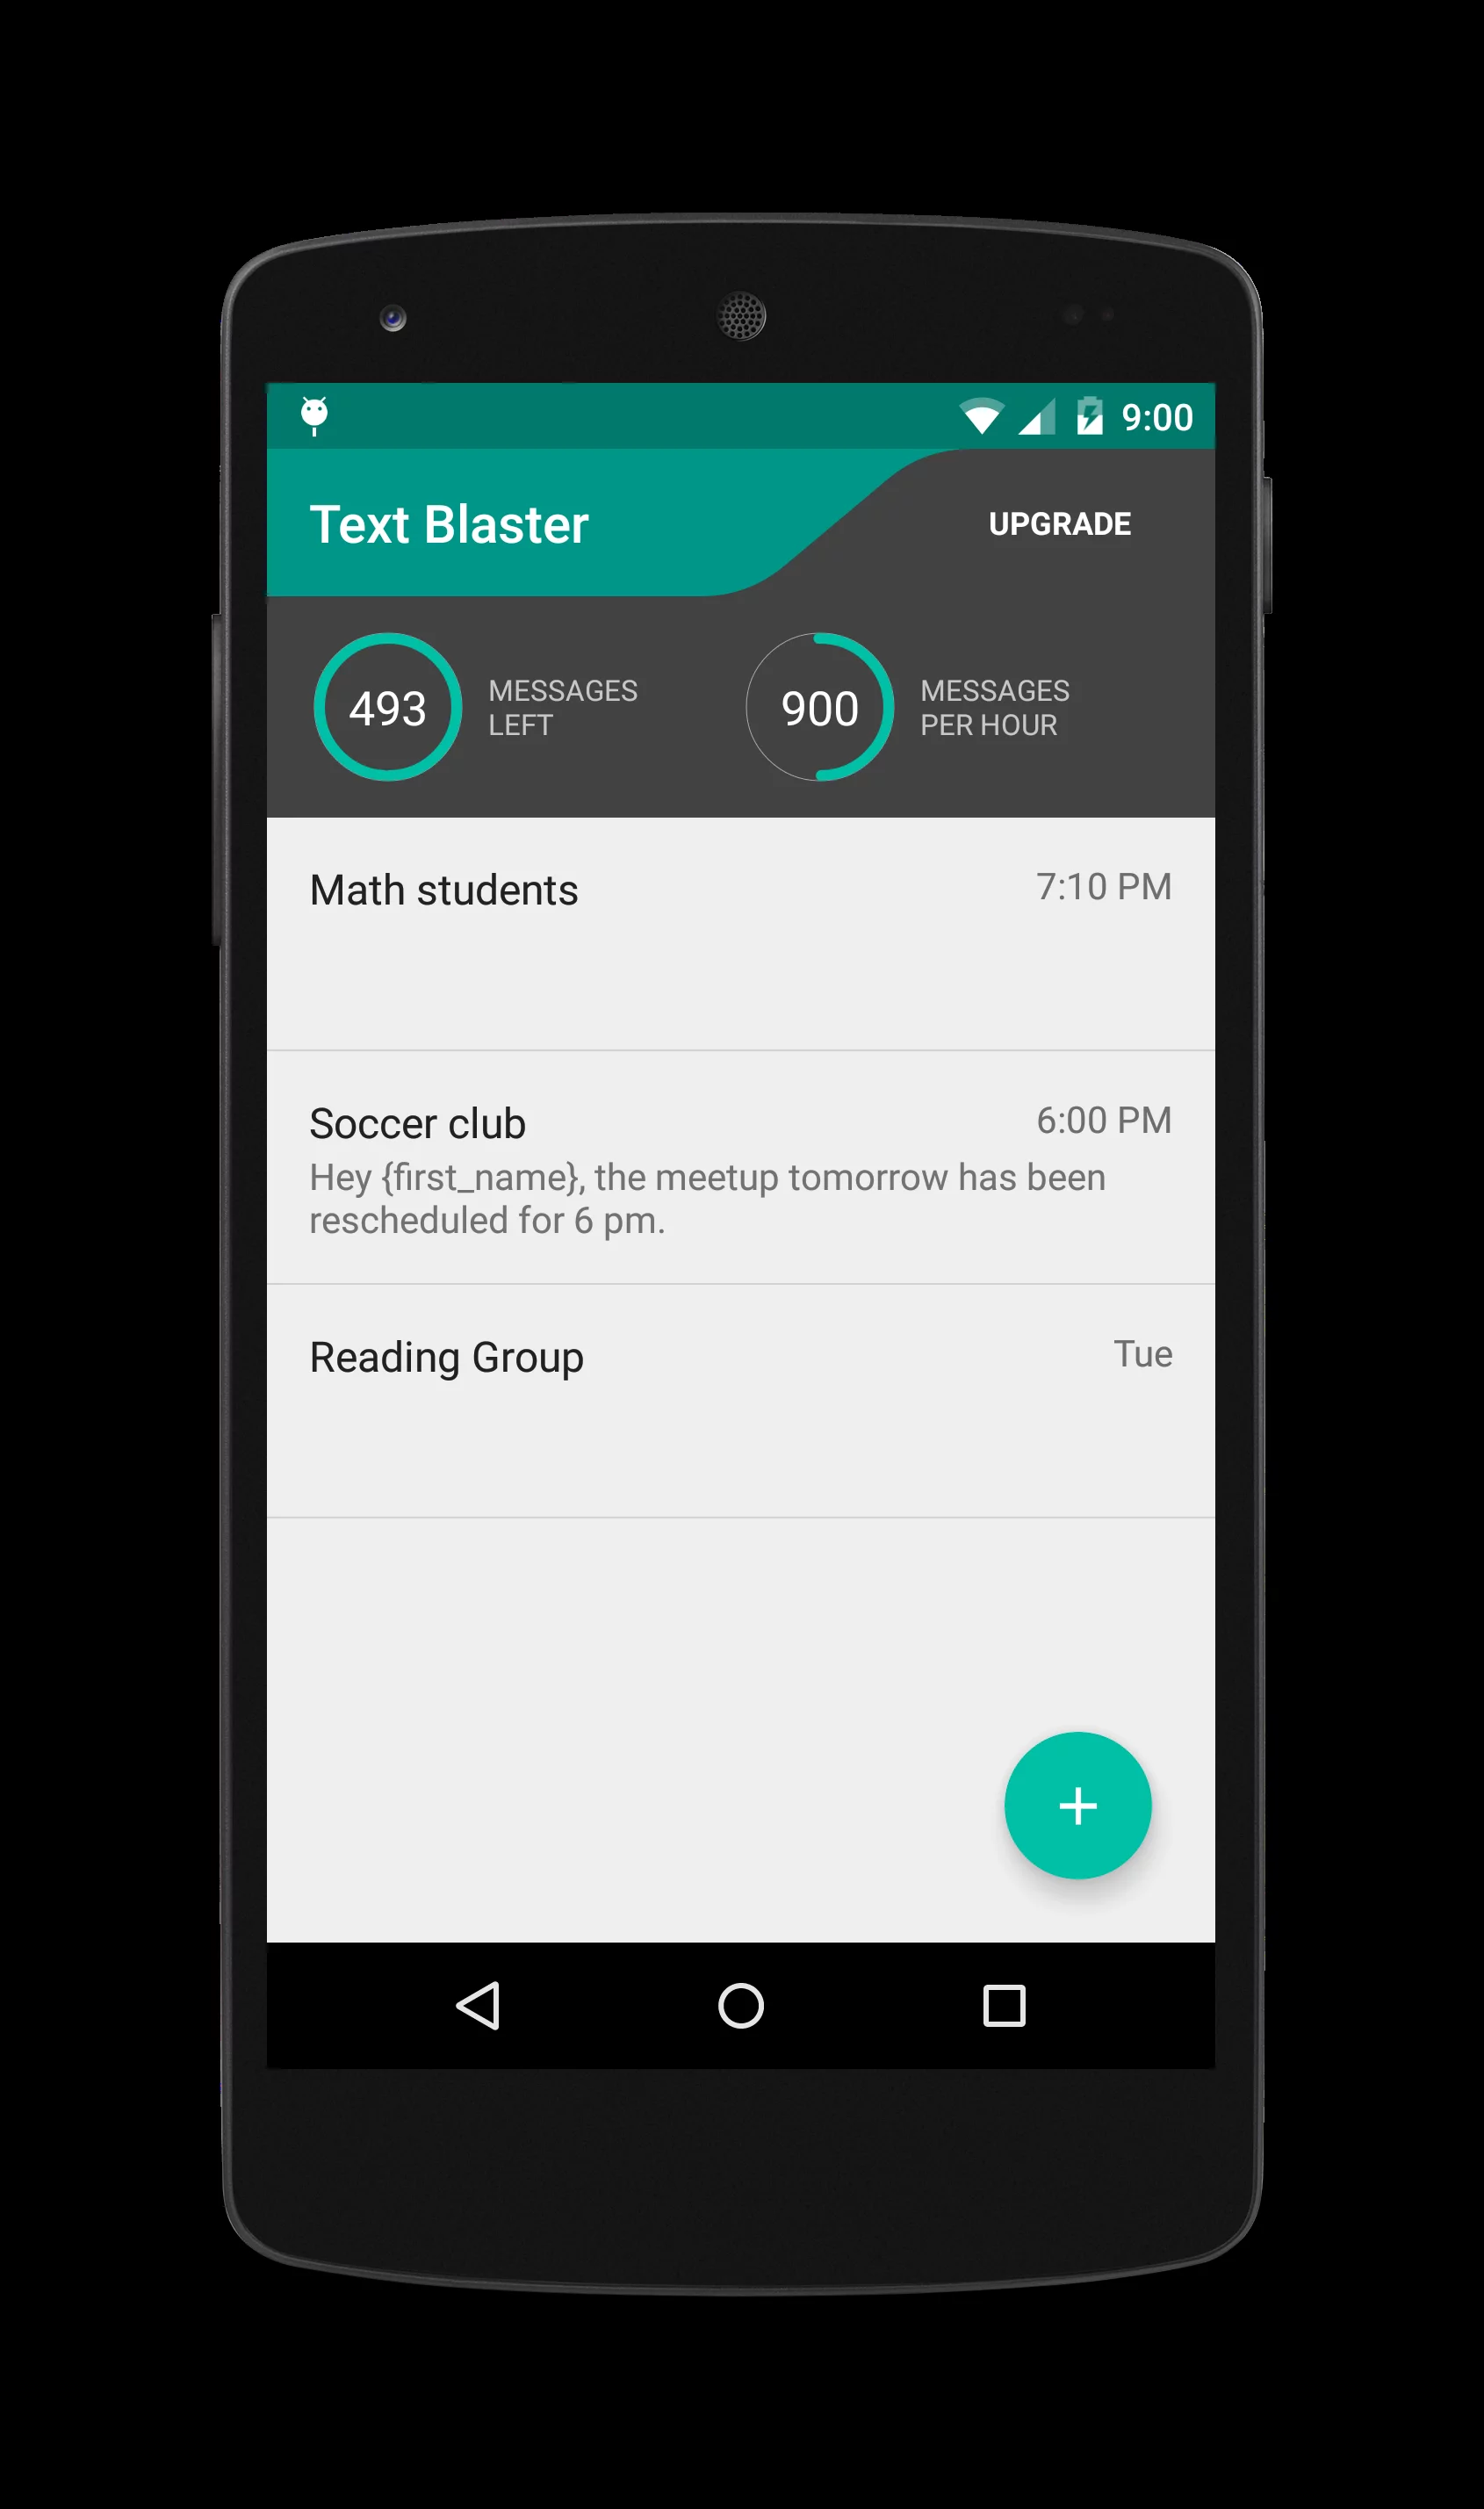 9:00
Text Blaster
UPGRADE
493
MESSAGES
LEFT
900
MESSAGES
PER HOUR
Math students
7:10 PM
Soccer club
6:00 PM
Hey {first_name}, the meetup tomorrow has been
rescheduled for 6 pm.
Reading Group
Tue